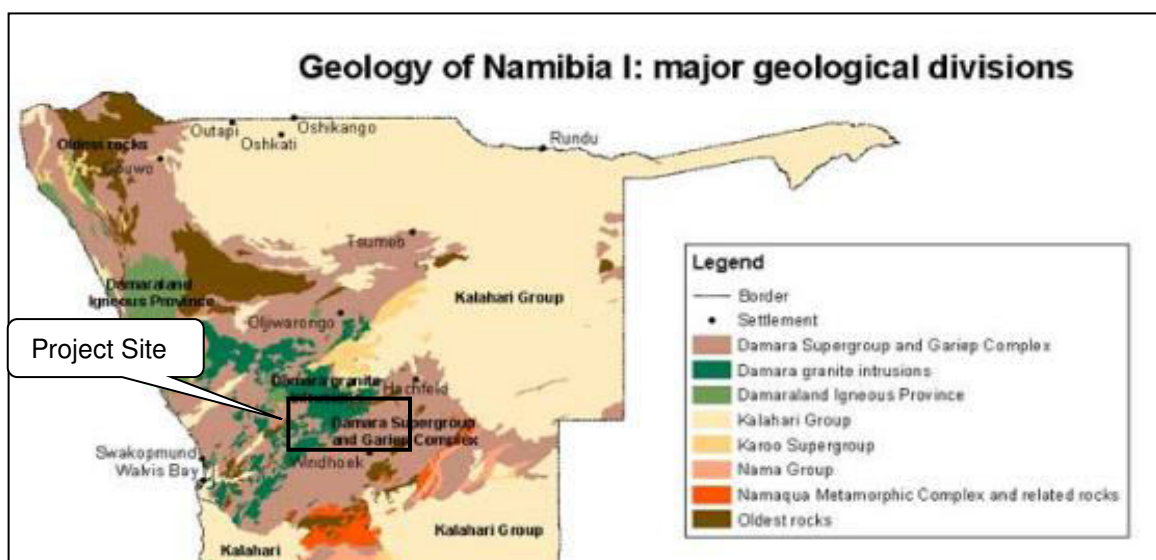 Geology of Namibia I: major geological divisions
Oshikango
Outapi
Oshkati
Rundu
Oldest rocks
Tsumeb
Damaraland
Igneous Province
Kalahari Group
Otjiwarongo
Project Site
Damara granite
Hochfeld
Damara Supergroup
and Gariep Complex
Swakopmund
Walvis Bay
Windhoek
Kalahari
Kalahari Group
Legend
Border
Settlement
Damara Supergroup and Gariep Complex
Damara granite intrusions
Damaraland Igneous Province
Kalahari Group
Karoo Supergroup
Nama Group
Namaqua Metamorphic Complex and related rocks
Oldest rocks